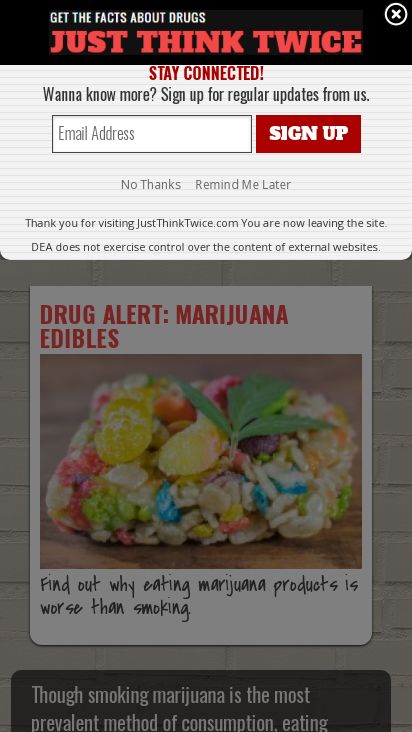 GET THE FACTS ABOUT DRUGS
JUST THINK TWICE
STAY CONNECTED!
Wanna know more? Sign up for regular updates from us.
Email Address
SIGN UP
No Thanks Remind Me Later
Thank you for visiting JustThinkTwice.com You are now leaving the site.
DEA does not exercise control over the content of external websites.
DRUG ALERT: MARIJUANA
EDIBLES
Find out why eating marijuana products is
worse than smoking.
Though smoking marijuana is the most
prevalent method of consumption, eating